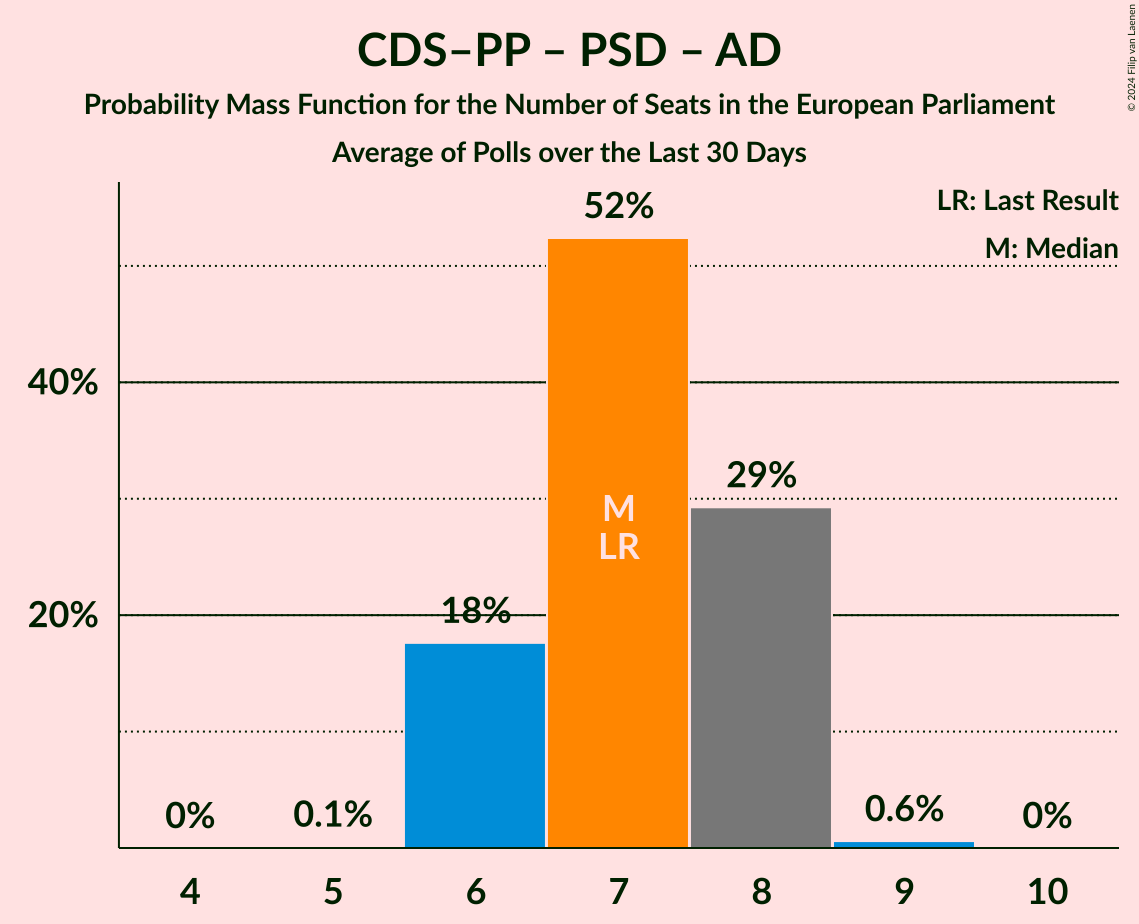 CDS–PP – PSD – AD
Probability Mass Function for the Number of Seats in the European Parliament
Average of Polls over the Last 30 Days
© 2024 Filip van Laenen
LR: Last Result
M: Median
52%
40%
29%
M
LR
20%
18%
0%
0.1%
0.6%
0%
4
5
6
7
8
9
10